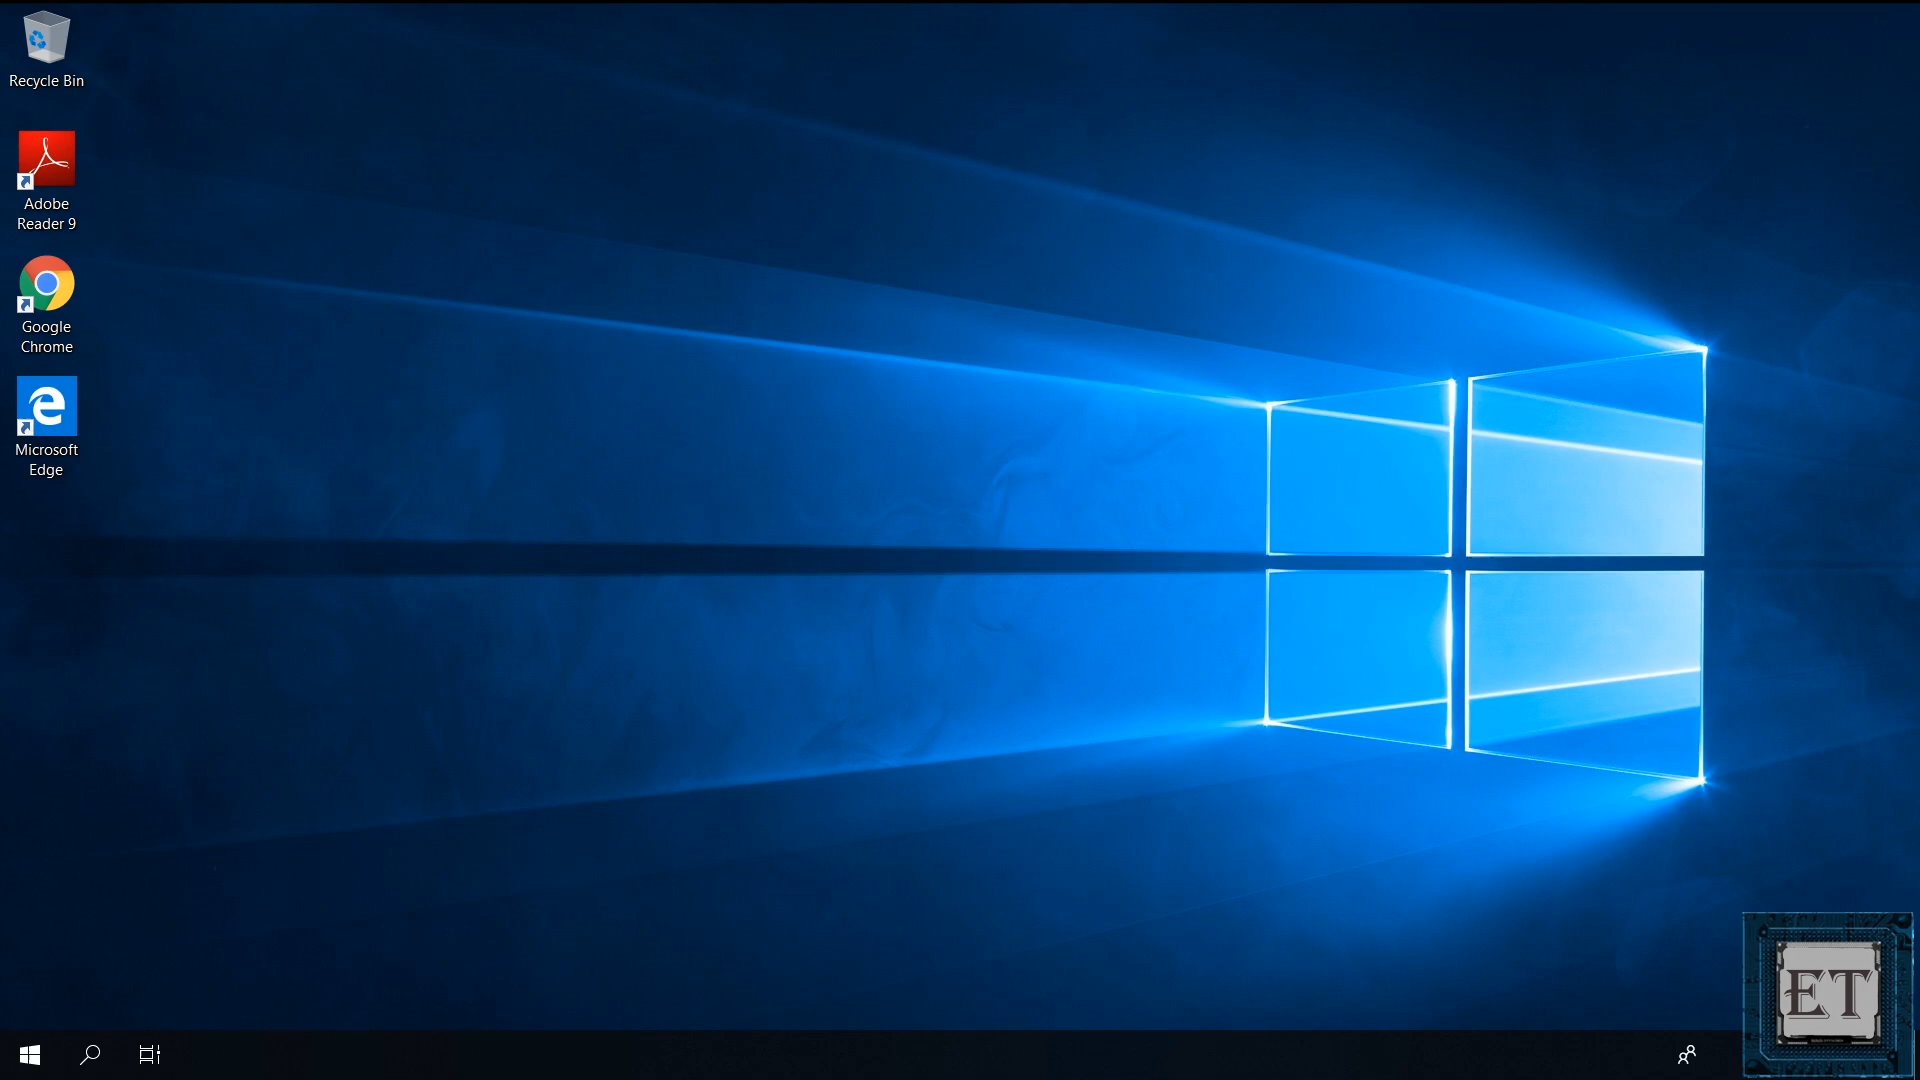 Recycle Bin
Adobe
Reader 9
Google
Chrome
Microsoft
Edge
ET